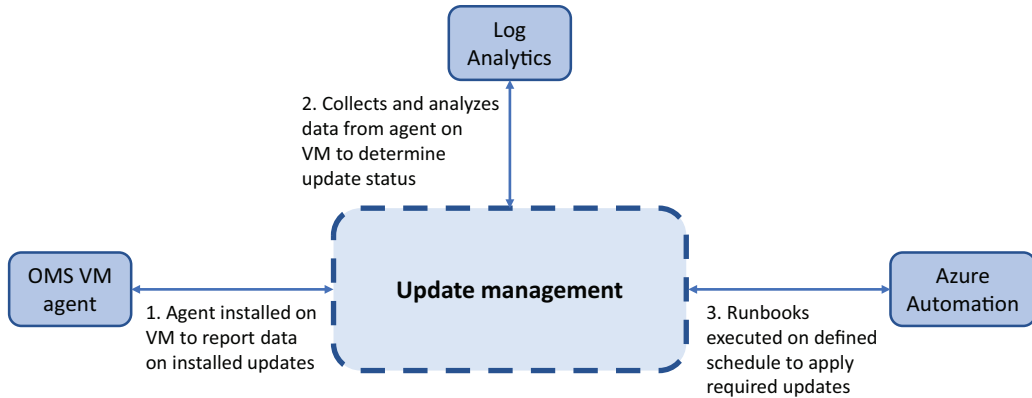 Log
Analytics
2. Collects and analyzes
data from agent on
VM to determine
update status
OMS VM
agent
Update management
Azure
Automation
1. Agent installed on
VM to report data
on installed updates
3. Runbooks
executed on defined
schedule to apply
required updates